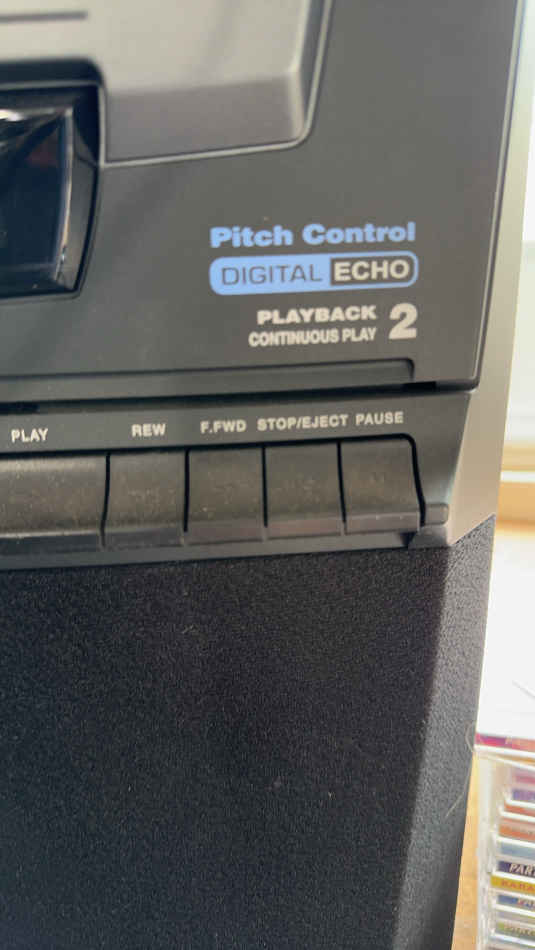 Pitch Control
DIGITAL ECHO
PLAYBACK 2
CONTINUOUS PLAY
PLAY REW F.FWD STOP/EJECT PAUSE